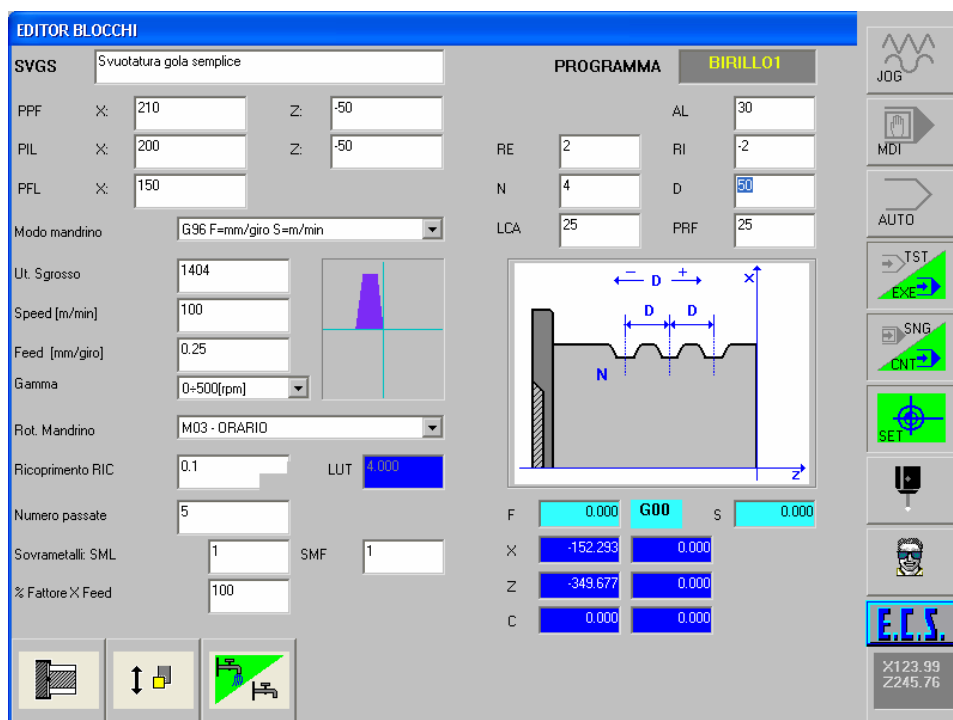 EDITOR BLOCCHI
SVGS Svuotatura gola semplice PROGRAMMA BIRILLO1
PPF X: 210 Z: -50 AL 30
PIL X: 200 Z: -50 RE 2 RI -2
PFL X: 150 N 4 D 50
Modo mandrino G96 F=mm/giro S=m/min LCA 25 PRF 25
Ut. Sgrosso 1404
Speed [m/min] 100
Feed [mm/giro] 0.25
Gamma 0÷500[rpm]
Rot. Mandrino M03 - ORARIO
Ricoprimento RIC 0.1 LUT 4.000
Numero passate 5
Sovrametalli: SML 1 SMF 1
% Fattore X Feed 100
− D + X
D D
N
Z
F 0.000 G00 S 0.000
X -152.293 0.000
Z -349.677 0.000
C 0.000 0.000
JOG
MDI
AUTO
TST
EXE
SNG
CNT
SET
E.C.S.
X123.99
Z245.76